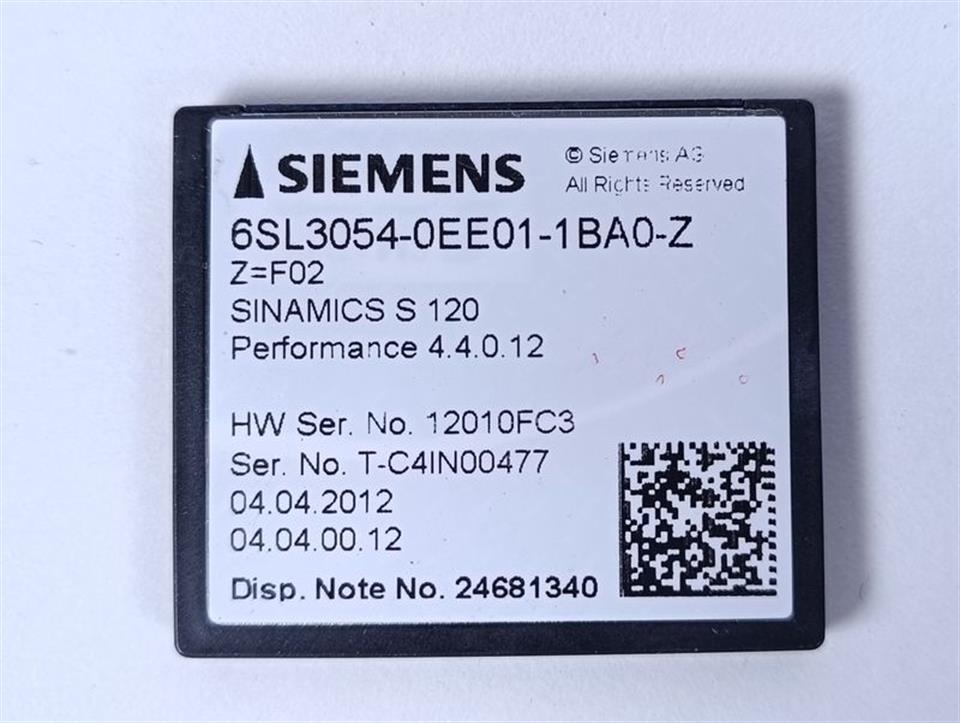 SIEMENS
© Siemens AG
All Rights Reserved
6SL3054-0EE01-1BA0-Z
Z=F02
SINAMICS S 120
Performance 4.4.0.12
HW Ser. No. 12010FC3
Ser. No. T-C4IN00477
04.04.2012
04.04.00.12
Disp. Note No. 24681340